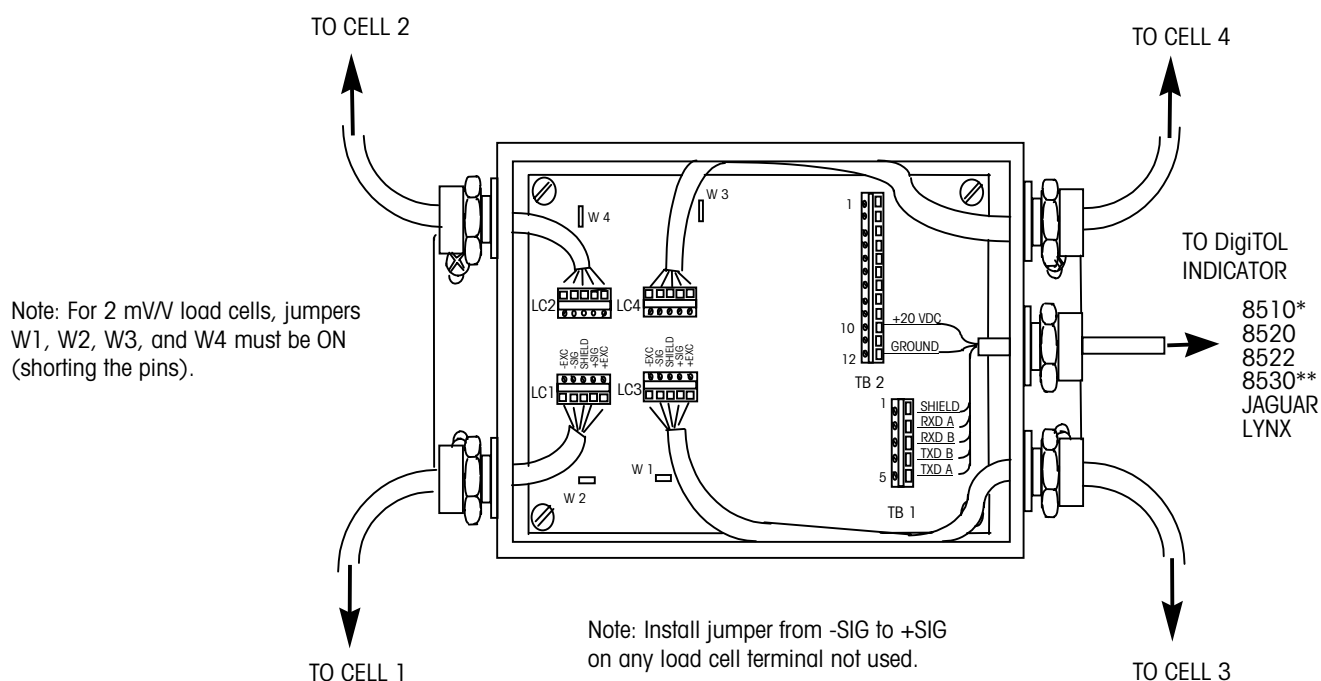 TO CELL 2
TO CELL 4
W 3
W 4
1
TO DigiTOL
INDICATOR
8510*
8520
8522
8530**
JAGUAR
LYNX
Note: For 2 mV/V load cells, jumpers
W1, W2, W3, and W4 must be ON
(shorting the pins).
LC2
LC4
+20 VDC
10
GROUND
12
-EXC
-SIG
SHIELD
+SIG
+EXC
-EXC
-SIG
SHIELD
+SIG
+EXC
TB 2
LC1
LC3
1
SHIELD
RXD A
RXD B
TXD B
TXD A
5
W 1
W 2
TB 1
Note: Install jumper from -SIG to +SIG
on any load cell terminal not used.
TO CELL 1
TO CELL 3